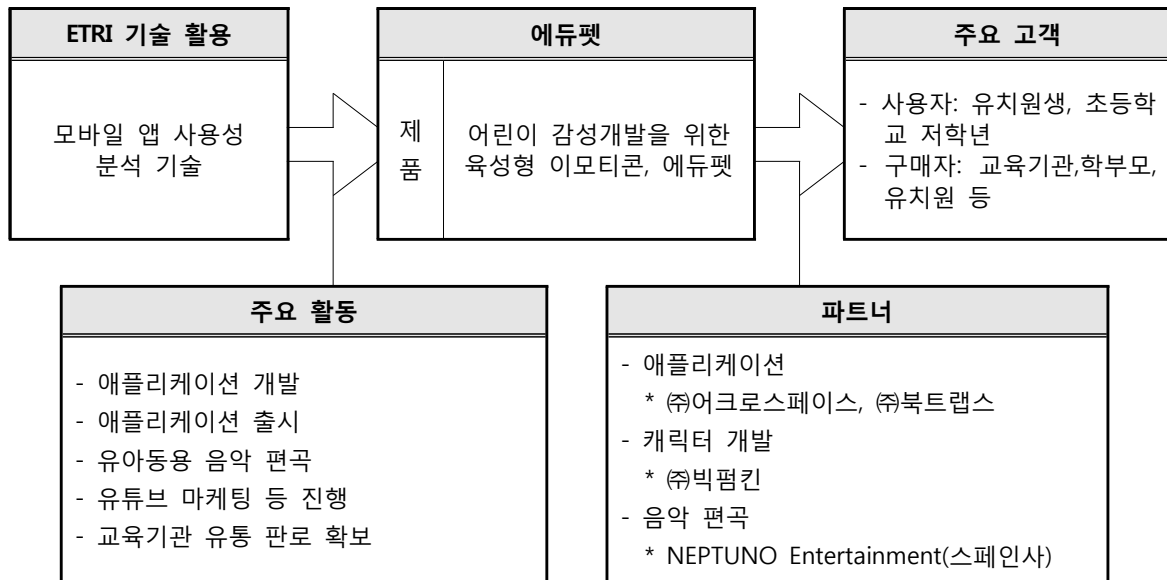 ETRI 기술 활용
모바일 앱 사용성
분석 기술
에듀펫
제
품
어린이 감성개발을 위한
육성형 이모티콘, 에듀펫
주요 고객
- 사용자: 유치원생, 초등학
교 저학년
- 구매자: 교육기관,학부모,
유치원 등
주요 활동
- 애플리케이션 개발
- 애플리케이션 출시
- 유아동용 음악 편곡
- 유튜브 마케팅 등 진행
- 교육기관 유통 판로 확보
파트너
- 애플리케이션
* ㈜어크로스페이스, ㈜북트랩스
- 캐릭터 개발
* ㈜빅펌킨
- 음악 편곡
* NEPTUNO Entertainment(스페인사)